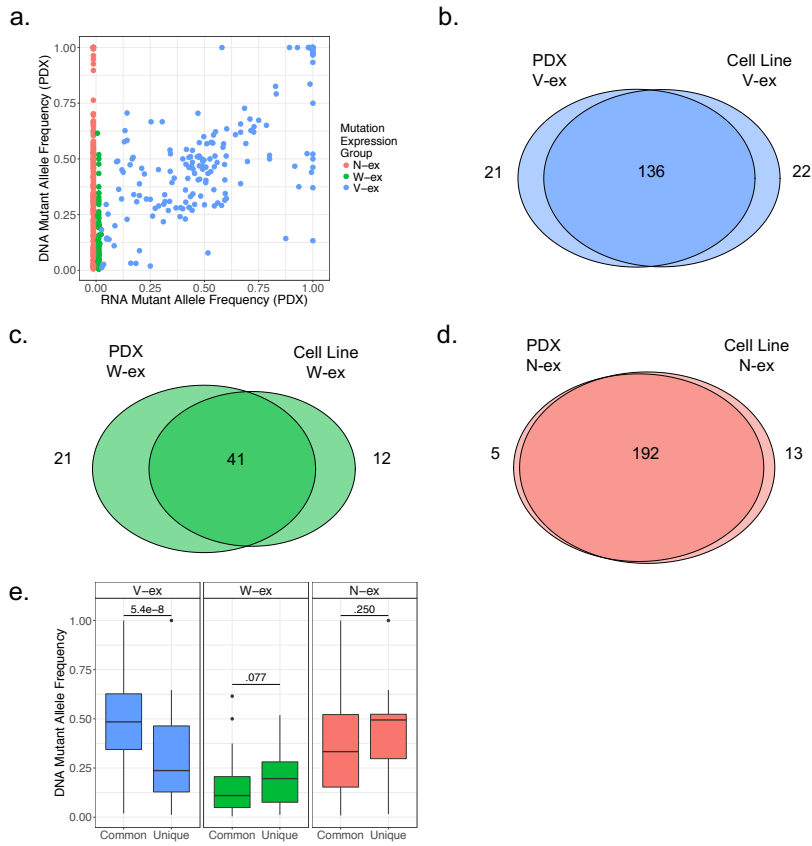 a.
DNA Mutant Allele Frequency (PDX)
1.00
0.75
0.50
0.25
0.00
0.00 0.25 0.50 0.75 1.00
RNA Mutant Allele Frequency (PDX)
Mutation
Expression
Group
N-ex
W-ex
V-ex
b.
PDX
V-ex
Cell Line
V-ex
21 136 22
c.
PDX
W-ex
Cell Line
W-ex
21 41 12
d.
PDX
N-ex
Cell Line
N-ex
5 192 13
e.
V-ex W-ex N-ex
5.4e-8
.077
.250
DNA Mutant Allele Frequency
1.00
0.75
0.50
0.25
0.00
Common Unique Common Unique Common Unique